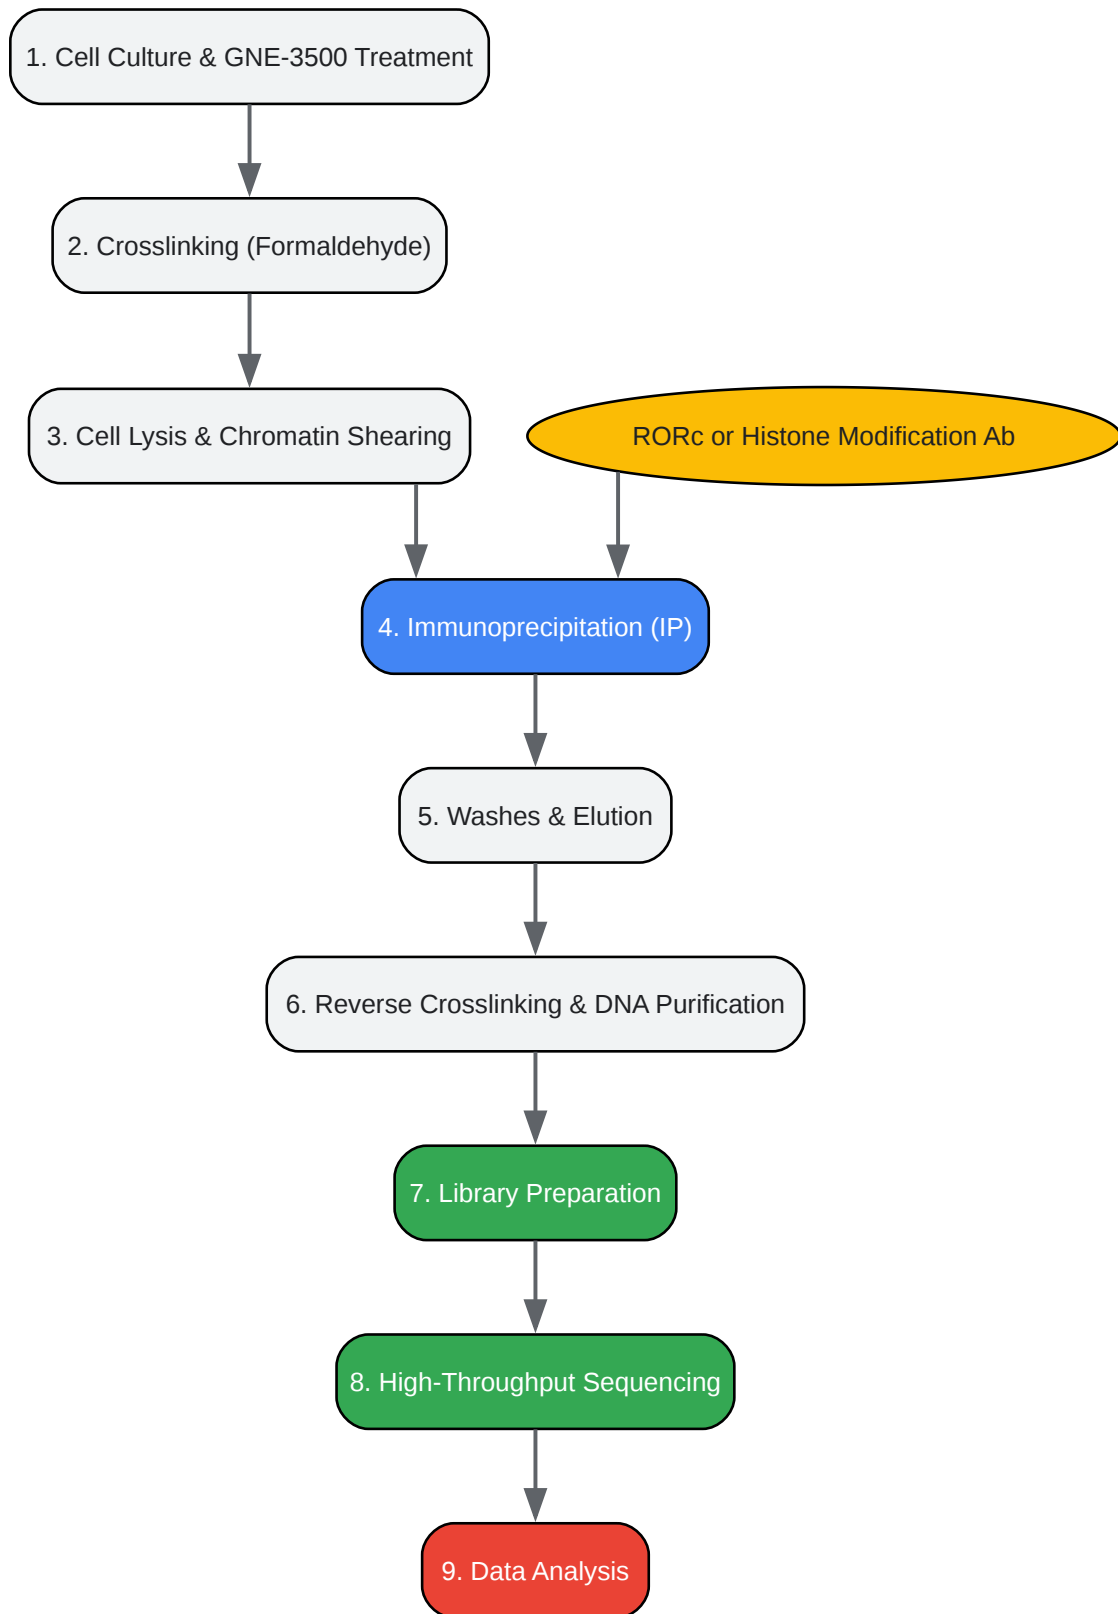 1. Cell Culture & GNE-3500 Treatment
2. Crosslinking (Formaldehyde)
3. Cell Lysis & Chromatin Shearing
RORc or Histone Modification Ab
4. Immunoprecipitation (IP)
5. Washes & Elution
6. Reverse Crosslinking & DNA Purification
7. Library Preparation
8. High-Throughput Sequencing
9. Data Analysis